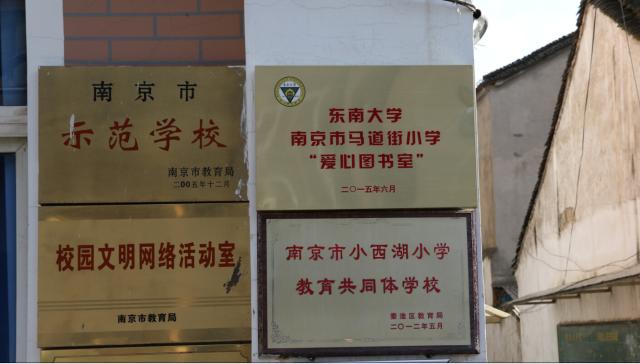 南京市
示范学校
南京市教育局
二00五年十二月
东南大学
南京市马道街小学
“爱心图书室”
二〇一五年六月
校园文明网络活动室
南京市教育局
南京市小西湖小学
教育共同体学校
秦淮区教育局
二〇一二年五月